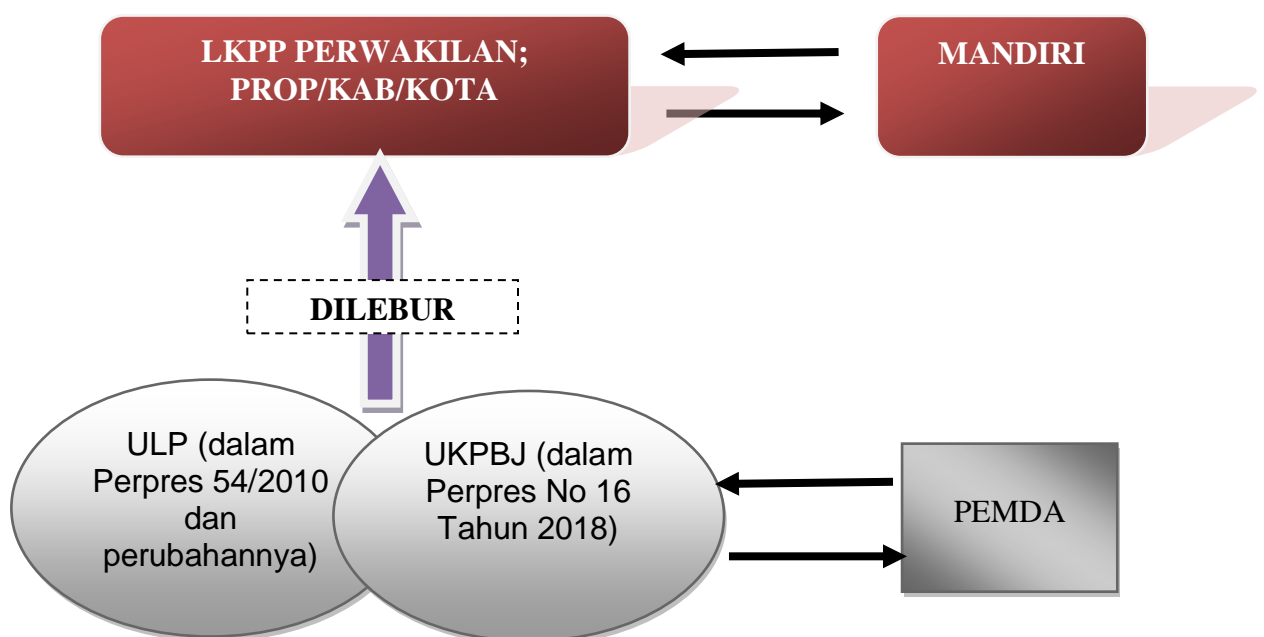 LKPP PERWAKILAN;
PROP/KAB/KOTA
MANDIRI
DILEBUR
ULP (dalam
Perpres 54/2010
dan
perubahannya)
UKPBJ (dalam
Perpres No 16
Tahun 2018)
PEMDA